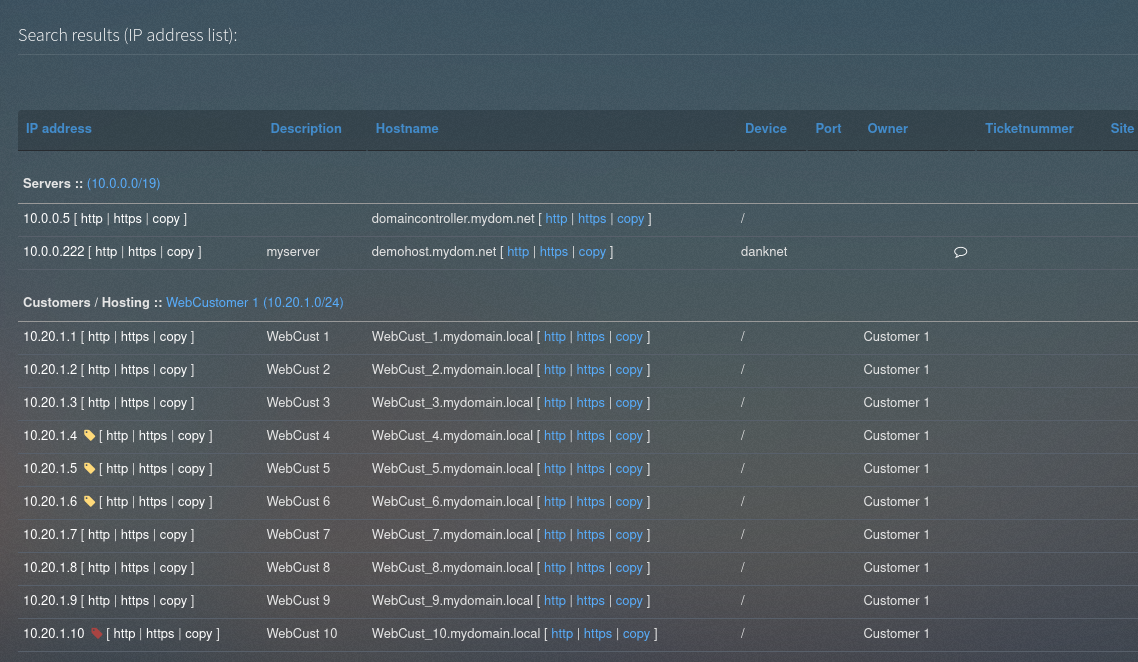 Search results (IP address list):
IP address Description Hostname Device Port Owner Ticketnummer Site
Servers :: (10.0.0.0/19)
10.0.0.5 [ http | https | copy ] domaincontroller.mydom.net [ http | https | copy ] /
10.0.0.222 [ http | https | copy ] myserver demohost.mydom.net [ http | https | copy ] danknet
Customers / Hosting :: WebCustomer 1 (10.20.1.0/24)
10.20.1.1 [ http | https | copy ] WebCust 1 WebCust_1.mydomain.local [ http | https | copy ] / Customer 1
10.20.1.2 [ http | https | copy ] WebCust 2 WebCust_2.mydomain.local [ http | https | copy ] / Customer 1
10.20.1.3 [ http | https | copy ] WebCust 3 WebCust_3.mydomain.local [ http | https | copy ] / Customer 1
10.20.1.4 [ http | https | copy ] WebCust 4 WebCust_4.mydomain.local [ http | https | copy ] / Customer 1
10.20.1.5 [ http | https | copy ] WebCust 5 WebCust_5.mydomain.local [ http | https | copy ] / Customer 1
10.20.1.6 [ http | https | copy ] WebCust 6 WebCust_6.mydomain.local [ http | https | copy ] / Customer 1
10.20.1.7 [ http | https | copy ] WebCust 7 WebCust_7.mydomain.local [ http | https | copy ] / Customer 1
10.20.1.8 [ http | https | copy ] WebCust 8 WebCust_8.mydomain.local [ http | https | copy ] / Customer 1
10.20.1.9 [ http | https | copy ] WebCust 9 WebCust_9.mydomain.local [ http | https | copy ] / Customer 1
10.20.1.10 [ http | https | copy ] WebCust 10 WebCust_10.mydomain.local [ http | https | copy ] / Customer 1